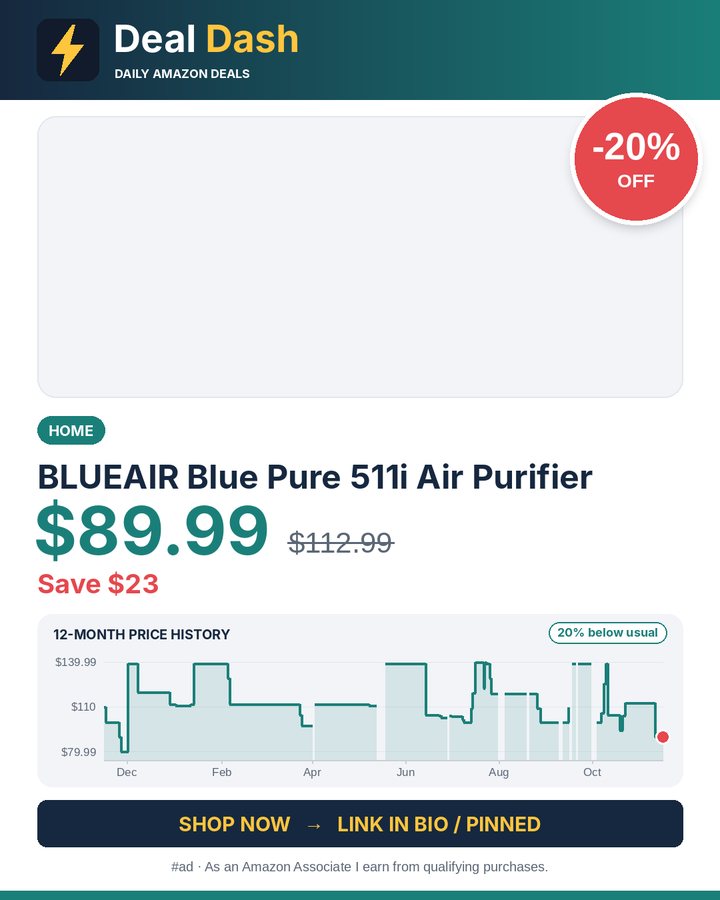 Deal Dash
DAILY AMAZON DEALS
-20%
OFF
HOME
BLUEAIR Blue Pure 511i Air Purifier
$89.99 $112.99
Save $23
12-MONTH PRICE HISTORY
20% below usual
$139.99
$110
$79.99
Dec Feb Apr Jun Aug Oct
SHOP NOW → LINK IN BIO / PINNED
#ad · As an Amazon Associate I earn from qualifying purchases.